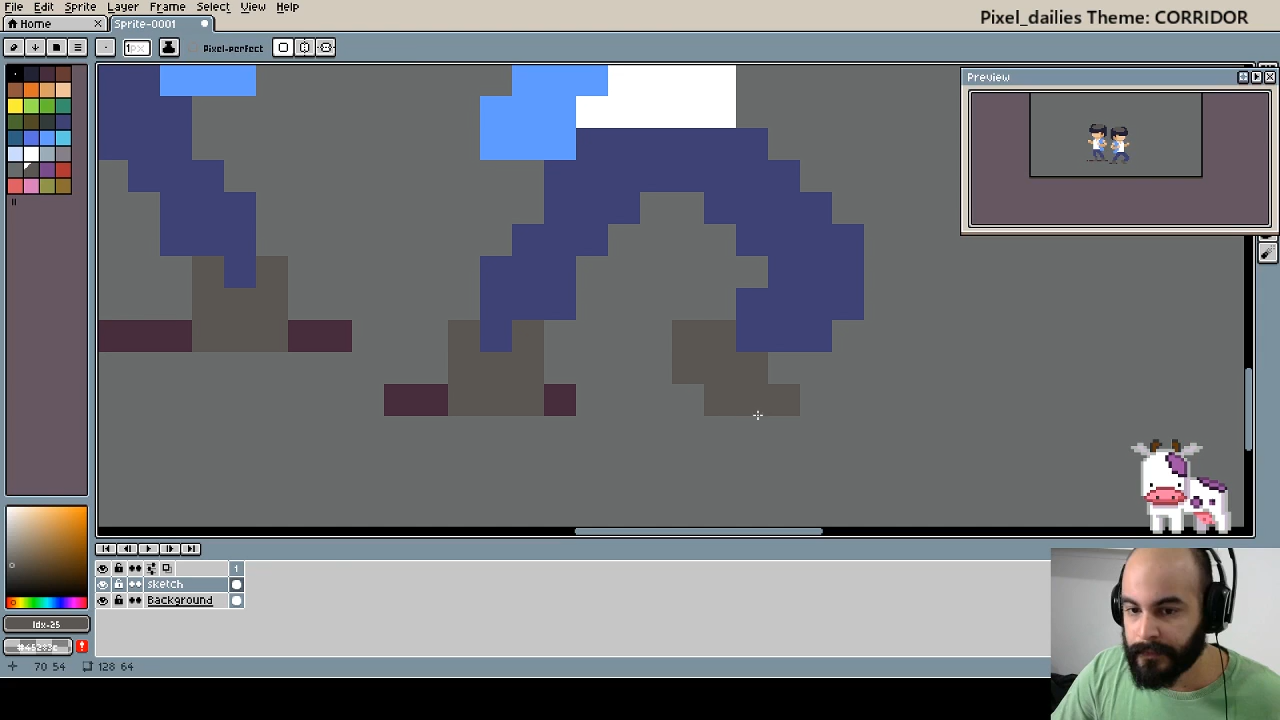 File Edit Sprite Layer Frame Select View Help
Pixel_dailies Theme: CORRIDOR
Home
Sprite-0001
1px
Pixel-perfect
Preview
1
sketch
Background
Idx-25
70 54
128 64